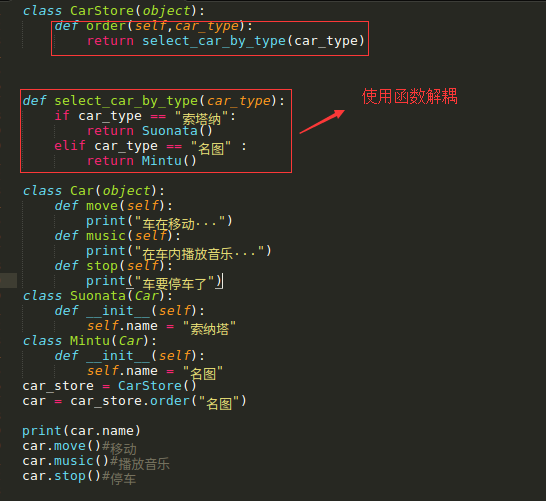 class CarStore(object):
    def order(self,car_type):
        return select_car_by_type(car_type)
def select_car_by_type(car_type):
使用函数解耦
    if car_type == "索塔纳":
        return Suonata()
    elif car_type == "名图" :
        return Mintu()
class Car(object):
    def move(self):
        print("车在移动···")
    def music(self):
        print("在车内播放音乐···")
    def stop(self):
        print("车要停车了")
class Suonata(Car):
    def __init__(self):
        self.name = "索纳塔"
class Mintu(Car):
    def __init__(self):
        self.name = "名图"
car_store = CarStore()
car = car_store.order("名图")
print(car.name)
car.move()#移动
car.music()#播放音乐
car.stop()#停车